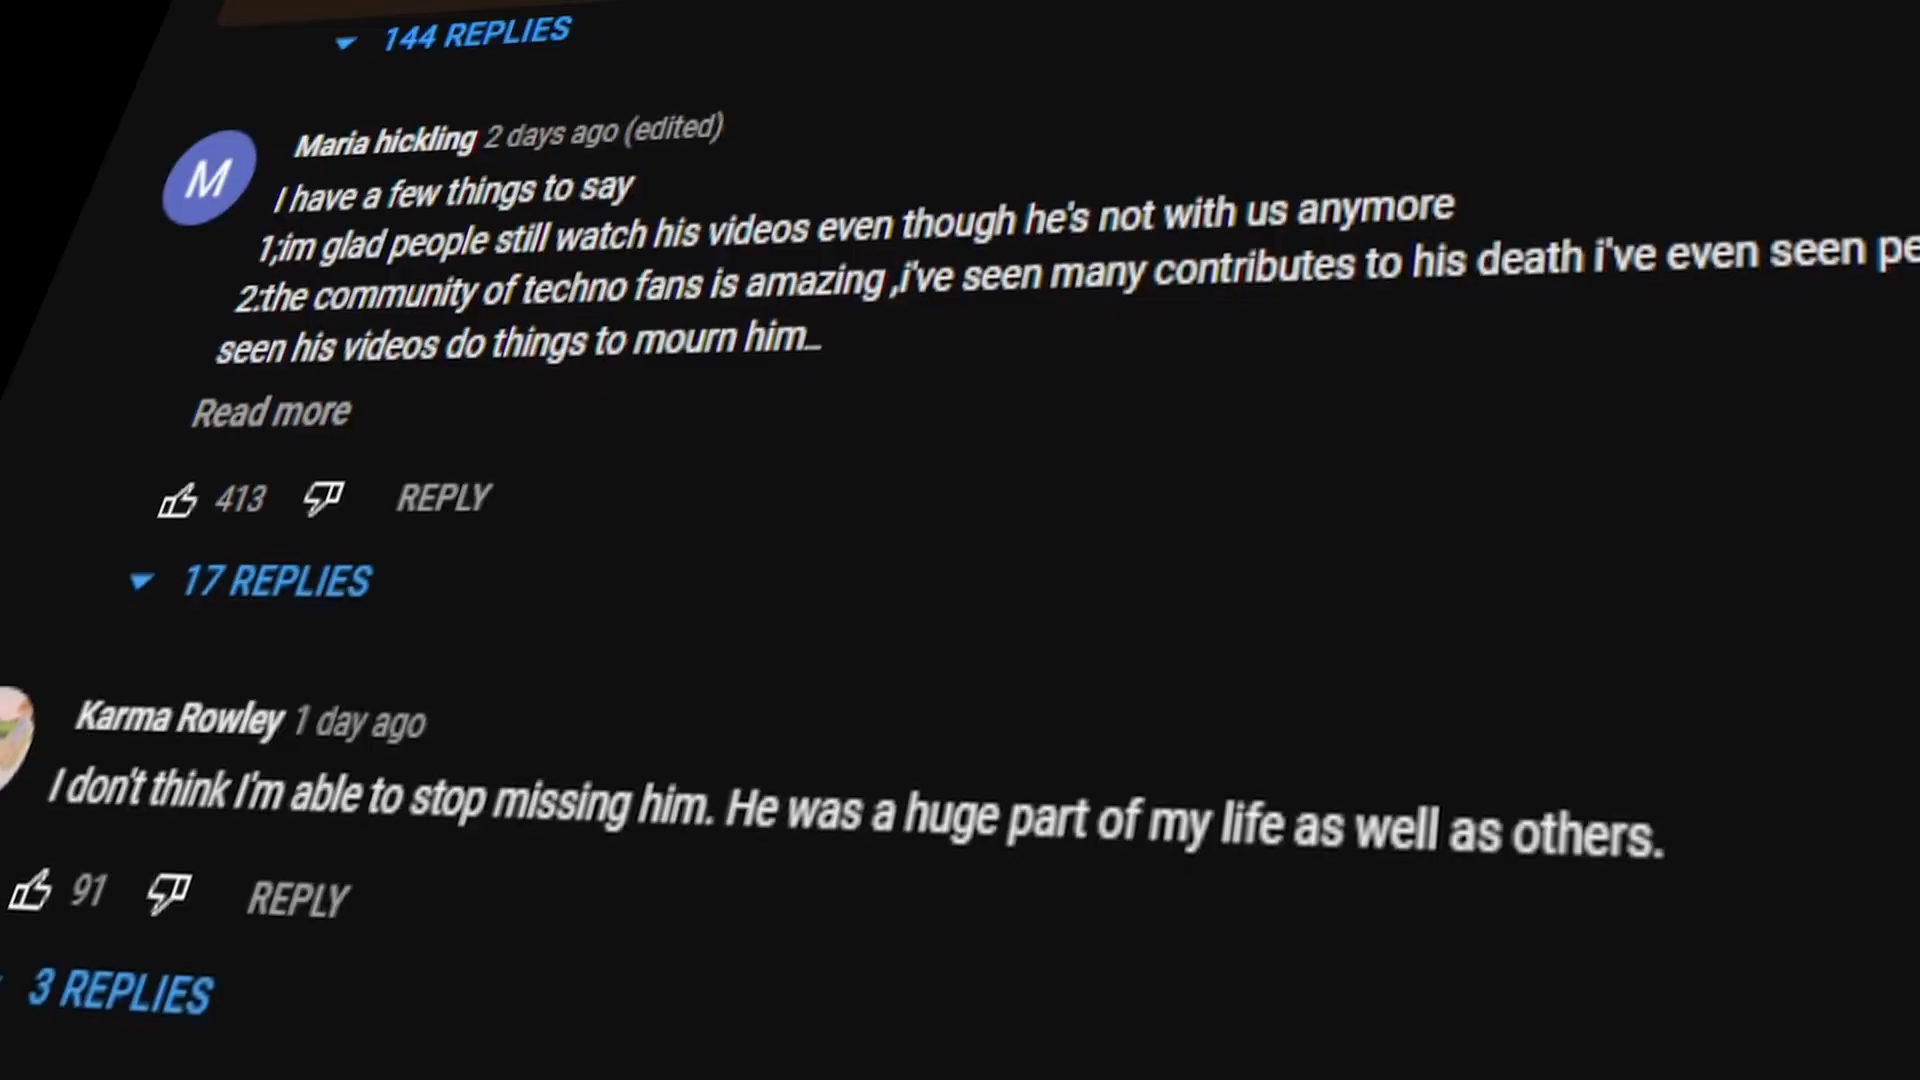 144 REPLIES
M
Maria hickling 2 days ago (edited)
I have a few things to say
1;im glad people still watch his videos even though he's not with us anymore
2:the community of techno fans is amazing ,i've seen many contributes to his death i've even seen pe
seen his videos do things to mourn him...
Read more
413 REPLY
17 REPLIES
Karma Rowley 1 day ago
I don't think I'm able to stop missing him. He was a huge part of my life as well as others.
91 REPLY
3 REPLIES